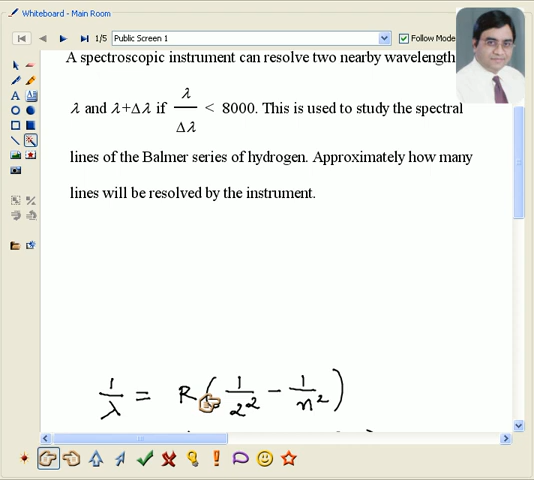 Whiteboard - Main Room
1/5 Public Screen 1 Follow Mode
A spectroscopic instrument can resolve two nearby wavelength
λ and λ+Δλ if λ/Δλ < 8000. This is used to study the spectral
lines of the Balmer series of hydrogen. Approximately how many
lines will be resolved by the instrument.
1/λ = R(1/2² - 1/n²)